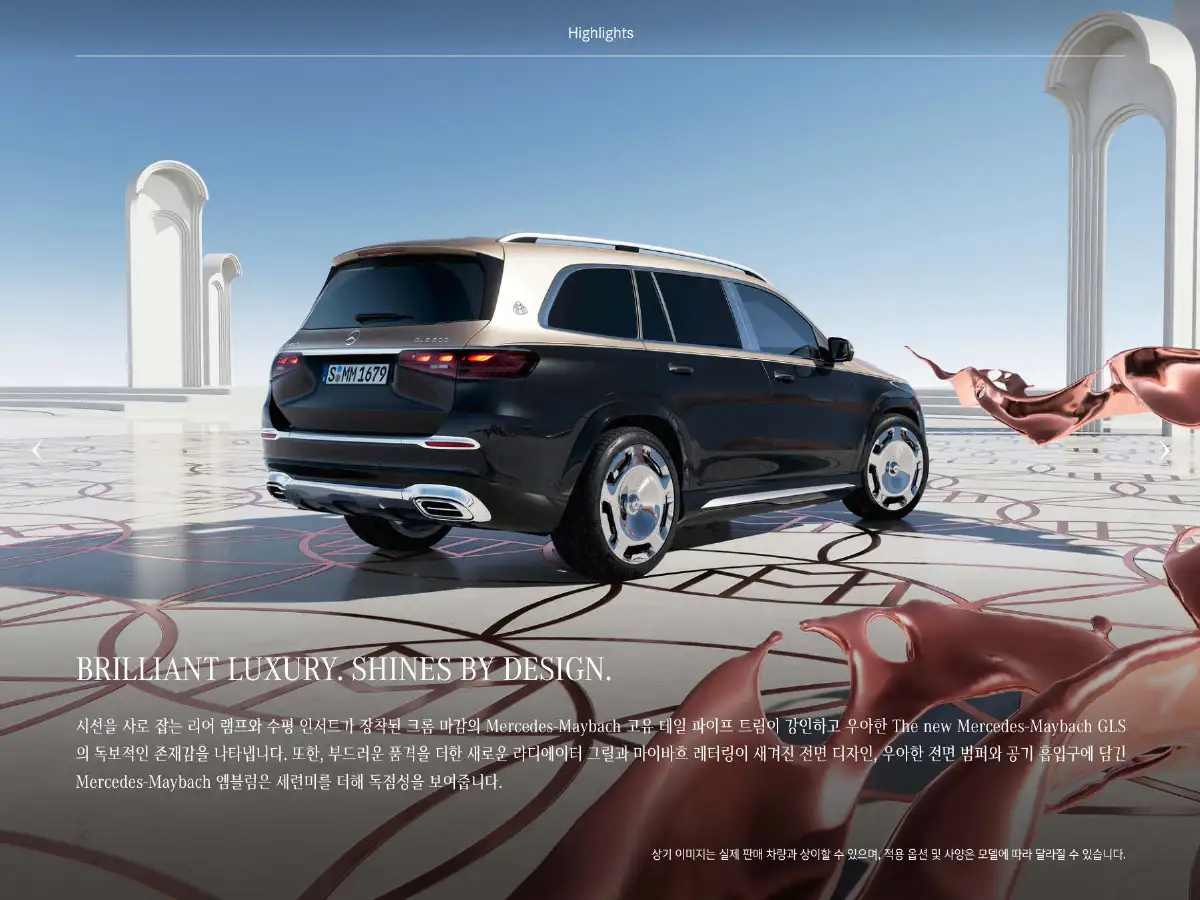 Highlights
GLS 600
S MM 1679
BRILLIANT LUXURY. SHINES BY DESIGN.
시선을 사로 잡는 리어 램프와 수평 인서트가 장착된 크롬 마감의 Mercedes-Maybach 고유 테일 파이프 트림이 강인하고 우아한 The new Mercedes-Maybach GLS
의 독보적인 존재감을 나타냅니다. 또한, 부드러운 품격을 더한 새로운 라디에이터 그릴과 마이바흐 레터링이 새겨진 전면 디자인, 우아한 전면 범퍼와 공기 흡입구에 담긴
Mercedes-Maybach 엠블럼은 세련미를 더해 독점성을 보여줍니다.
상기 이미지는 실제 판매 차량과 상이할 수 있으며, 적용 옵션 및 사양은 모델에 따라 달라질 수 있습니다.